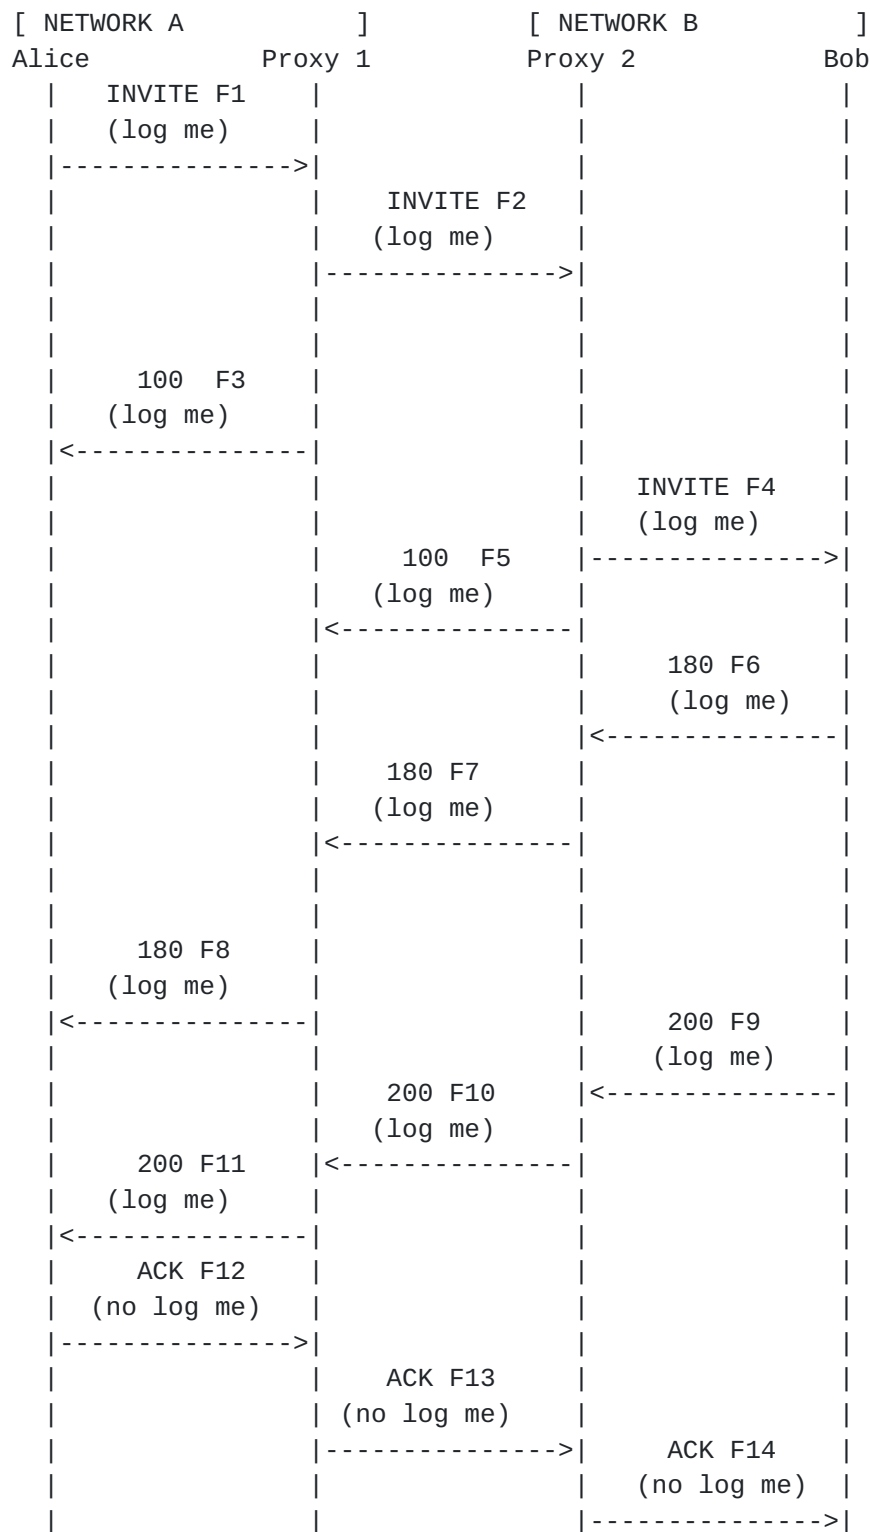 [ NETWORK A           ]          [ NETWORK B          ]
Alice           Proxy 1          Proxy 2            Bob
  |   INVITE F1    |                |                |
  |   (log me)     |                |                |
  |--------------->|                |                |
  |                |    INVITE F2   |                |
  |                |   (log me)     |                |
  |                |--------------->|                |
  |                |                |                |
  |                |                |                |
  |     100  F3    |                |                |
  |   (log me)     |                |                |
  |<---------------|                |                |
  |                |                |   INVITE F4    |
  |                |                |   (log me)     |
  |                |     100  F5    |--------------->|
  |                |   (log me)     |                |
  |                |<---------------|                |
  |                |                |     180 F6     |
  |                |                |     (log me)   |
  |                |                |<---------------|
  |                |    180 F7      |                |
  |                |   (log me)     |                |
  |                |<---------------|                |
  |                |                |                |
  |                |                |                |
  |     180 F8     |                |                |
  |   (log me)     |                |                |
  |<---------------|                |     200 F9     |
  |                |                |    (log me)    |
  |                |    200 F10     |<---------------|
  |                |   (log me)     |                |
  |     200 F11    |<---------------|                |
  |   (log me)     |                |                |
  |<---------------|                |                |
  |     ACK F12    |                |                |
  |  (no log me)   |                |                |
  |--------------->|                |                |
  |                |    ACK F13     |                |
  |                | (no log me)    |                |
  |                |--------------->|     ACK F14    |
  |                |                |   (no log me)  |
  |                |                |--------------->|